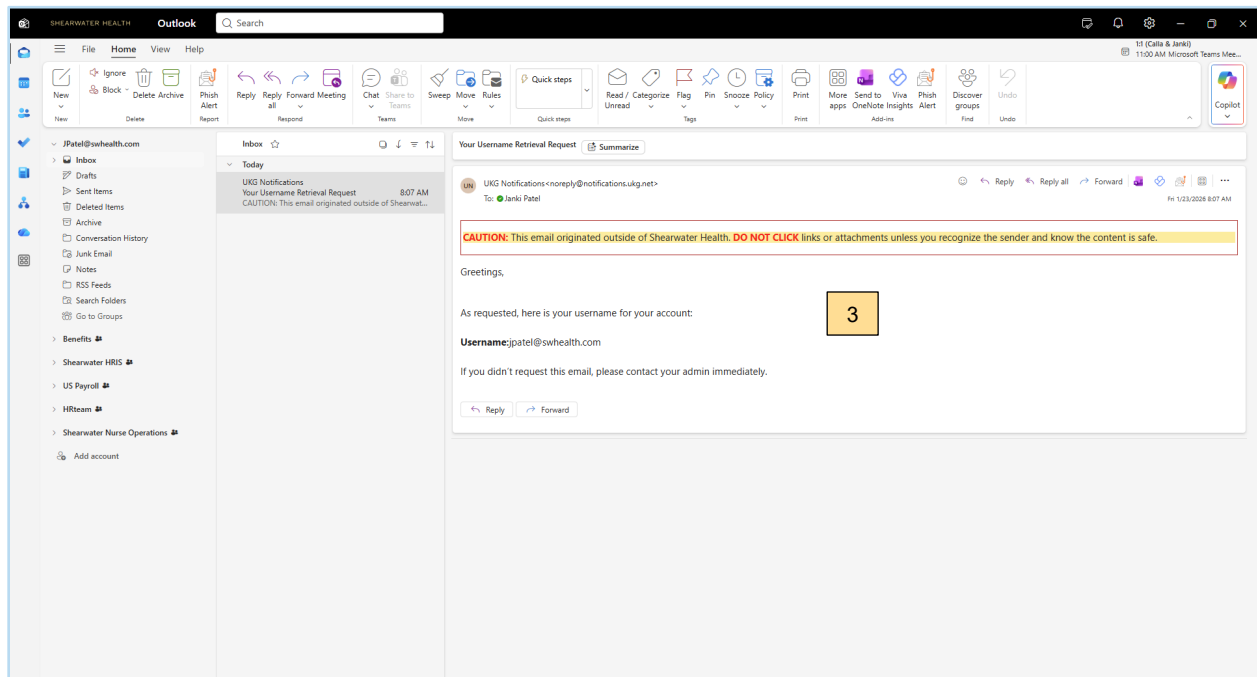 SHEARWATER HEALTH Outlook Search
1:1 (Calla & Janki)
11:00 AM Microsoft Teams Mee...
File Home View Help
Ignore
Block
New Delete Archive Phish Alert Reply Reply all Forward Meeting Chat Share to Teams Sweep Move Rules Quick steps Read / Unread Categorize Flag Pin Snooze Policy Print More apps Send to OneNote Viva Insights Phish Alert Discover groups Undo Copilot
New Delete Report Respond Teams Move Quick steps Tags Print Add-ins Find Undo
JPatel@swhealth.com
Inbox
Drafts
Sent Items
Deleted Items
Archive
Conversation History
Junk Email
Notes
RSS Feeds
Search Folders
Go to Groups
Benefits
Shearwater HRIS
US Payroll
HRteam
Shearwater Nurse Operations
Add account
Inbox
Today
UKG Notifications
Your Username Retrieval Request 8:07 AM
CAUTION: This email originated outside of Shearwat...
Your Username Retrieval Request Summarize
UN UKG Notifications<noreply@notifications.ukg.net>
Reply Reply all Forward
To: Janki Patel
Fri 1/23/2026 8:07 AM
CAUTION: This email originated outside of Shearwater Health. DO NOT CLICK links or attachments unless you recognize the sender and know the content is safe.
Greetings,
As requested, here is your username for your account:
3
Username:jpatel@swhealth.com
If you didn't request this email, please contact your admin immediately.
Reply Forward